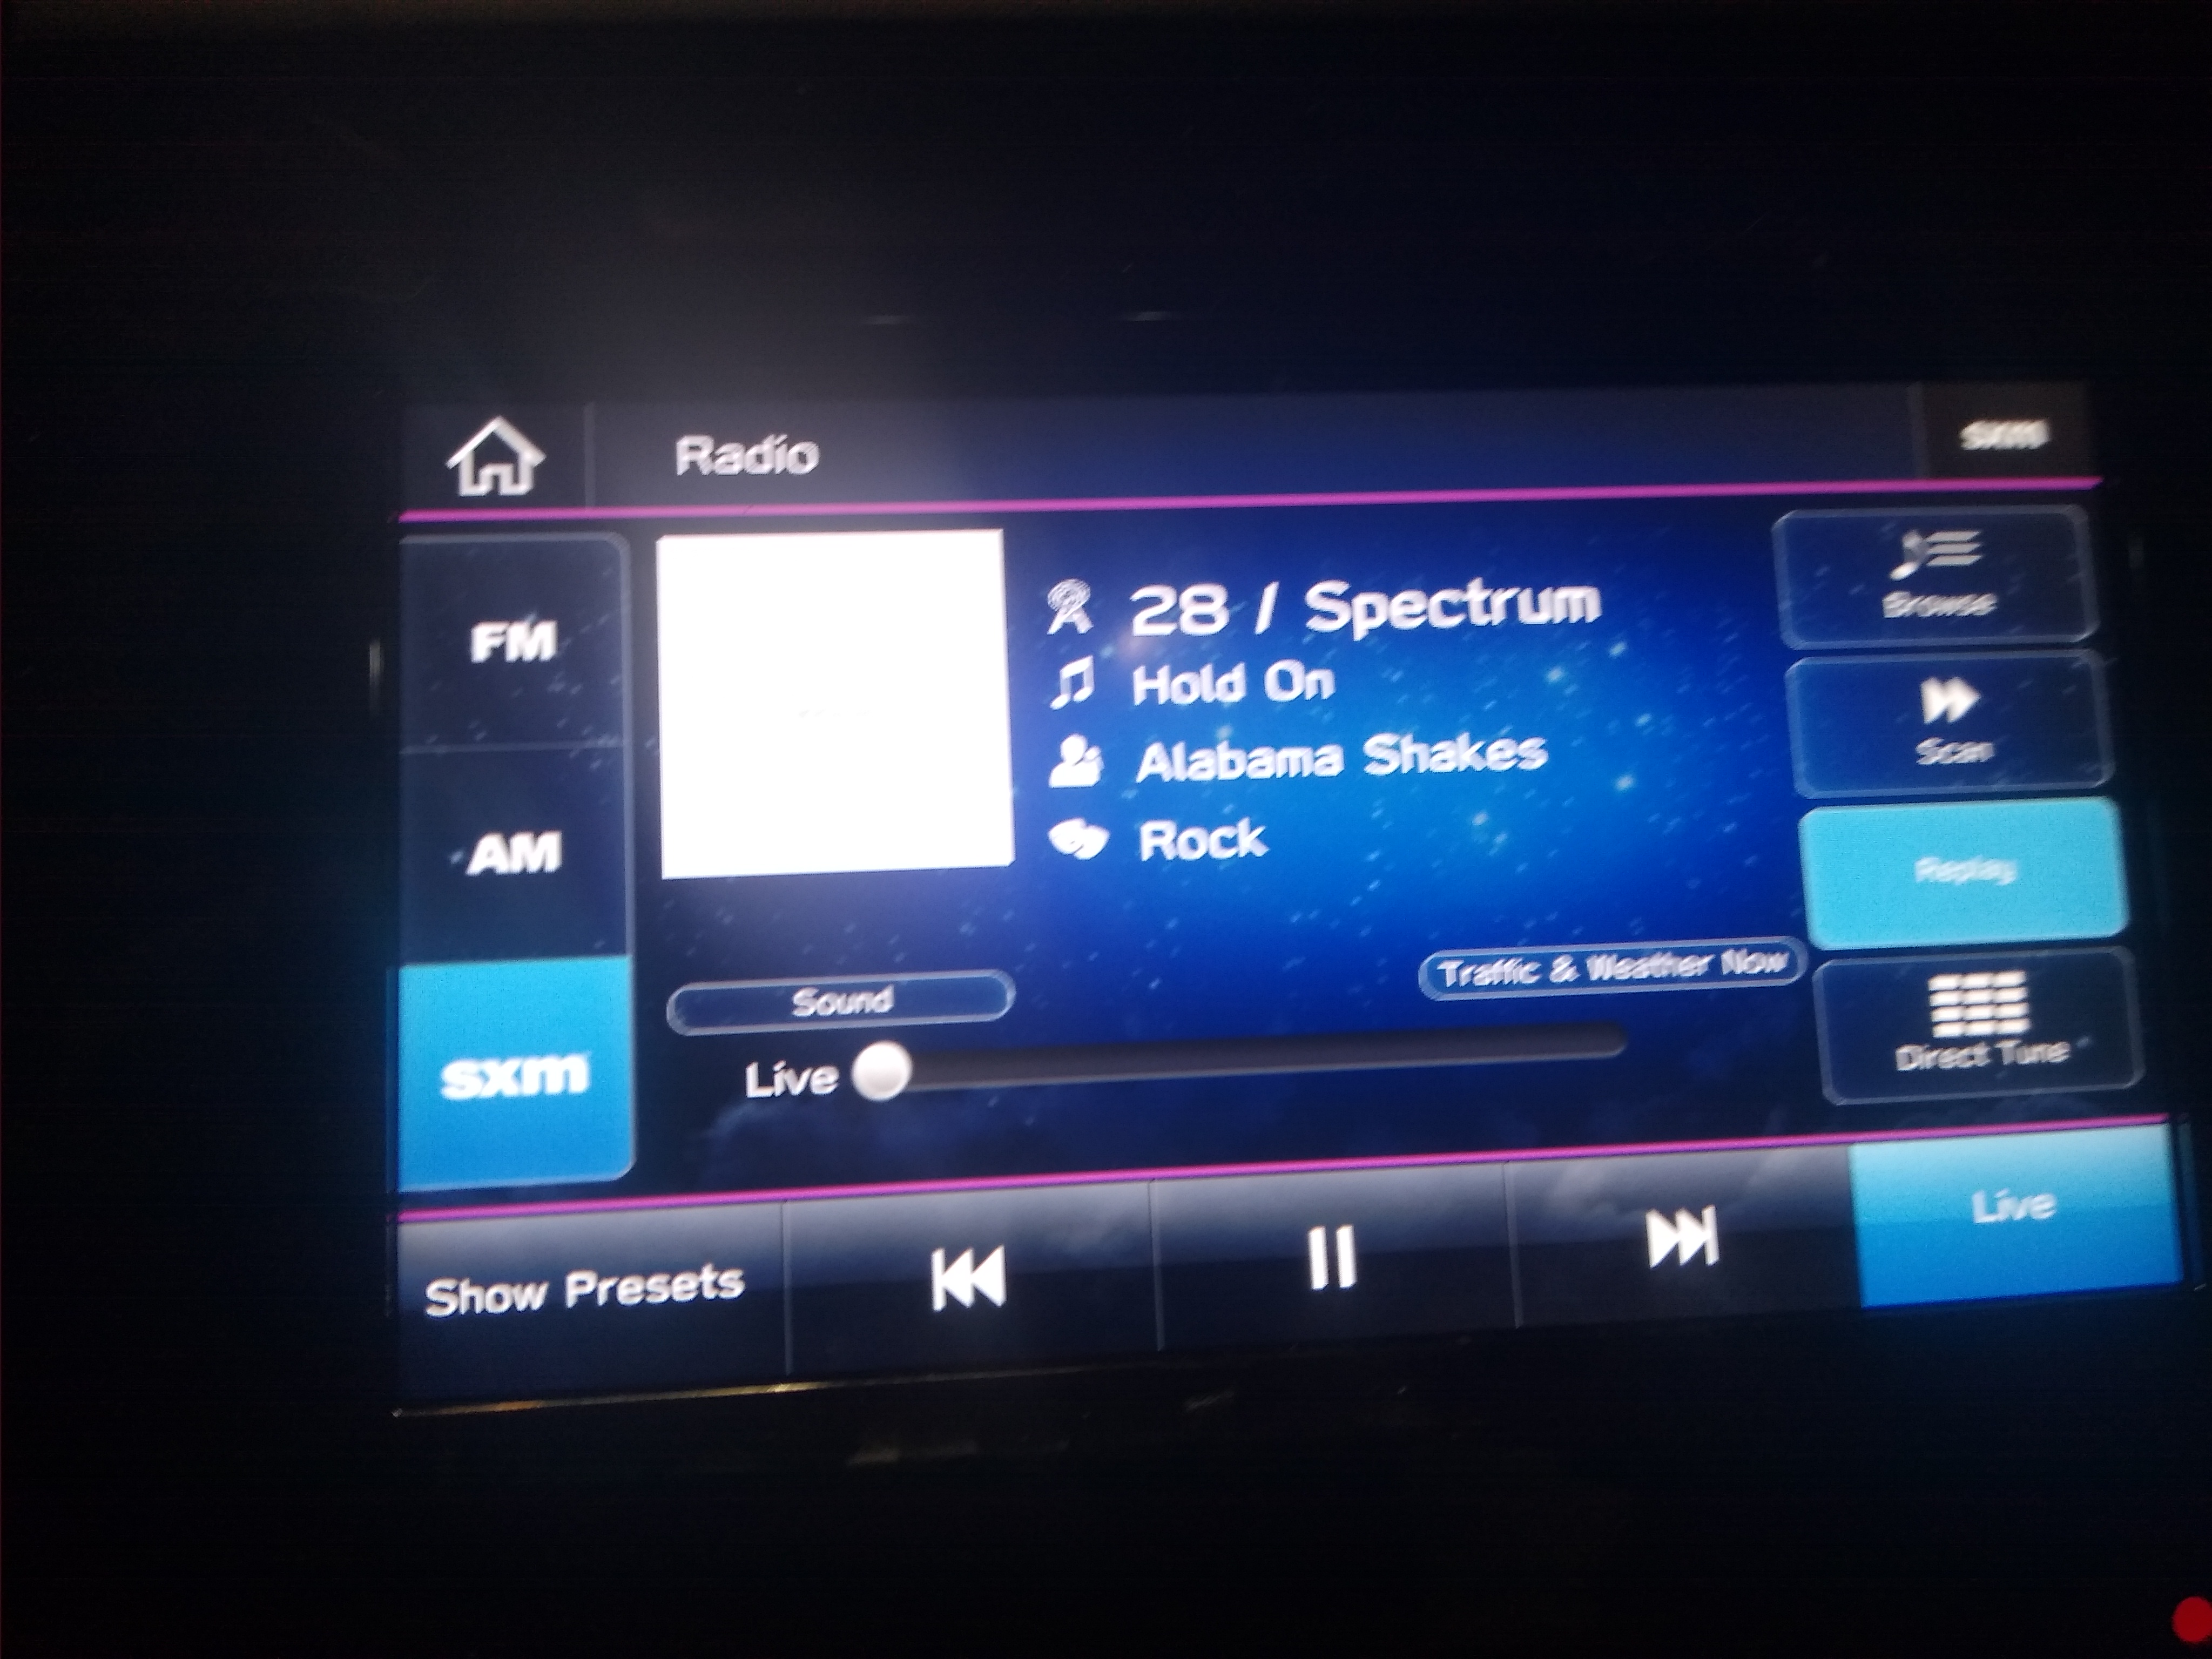 Radio
sxm
FM
AM
sxm
28 / Spectrum
Hold On
Alabama Shakes
Rock
Sound
Traffic & Weather Now
Live
Browse
Scan
Replay
Direct Tune
Show Presets
Live